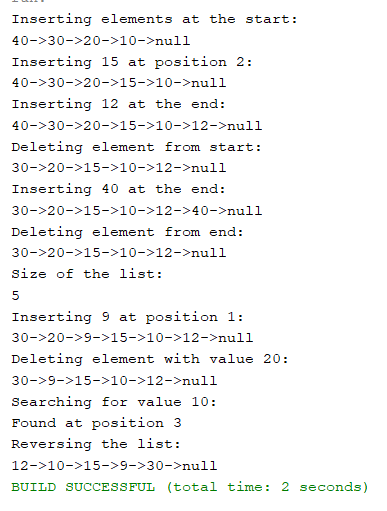 Inserting elements at the start:
40->30->20->10->null
Inserting 15 at position 2:
40->30->20->15->10->null
Inserting 12 at the end:
40->30->20->15->10->12->null
Deleting element from start:
30->20->15->10->12->null
Inserting 40 at the end:
30->20->15->10->12->40->null
Deleting element from end:
30->20->15->10->12->null
Size of the list:
5
Inserting 9 at position 1:
30->20->9->15->10->12->null
Deleting element with value 20:
30->9->15->10->12->null
Searching for value 10:
Found at position 3
Reversing the list:
12->10->15->9->30->null
BUILD SUCCESSFUL (total time: 2 seconds)